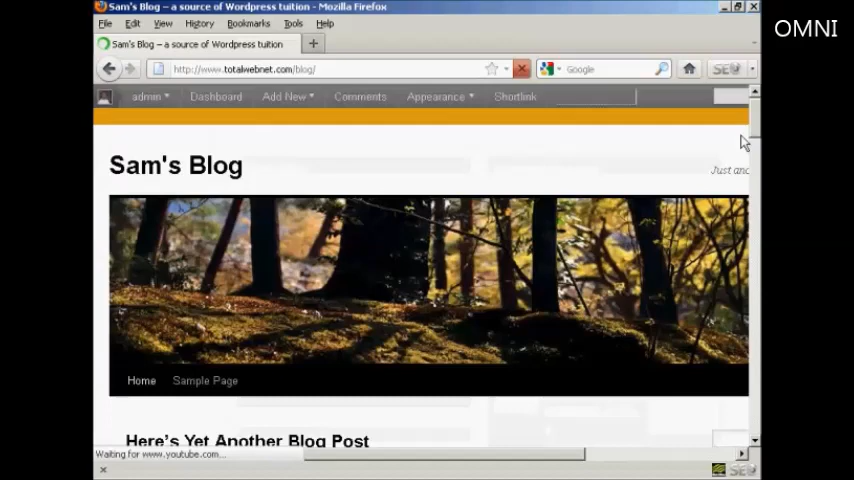 Sam's Blog – a source of Wordpress tuition - Mozilla Firefox
OMNI
File Edit View History Bookmarks Tools Help
Sam's Blog – a source of Wordpress tuition
http://www.totalwebnet.com/blog/ Google SEO
admin Dashboard Add New Comments Appearance Shortlink
Sam's Blog
Just
Home Sample Page
Here's Yet Another Blog Post
Waiting for www.youtube.com...
SEO